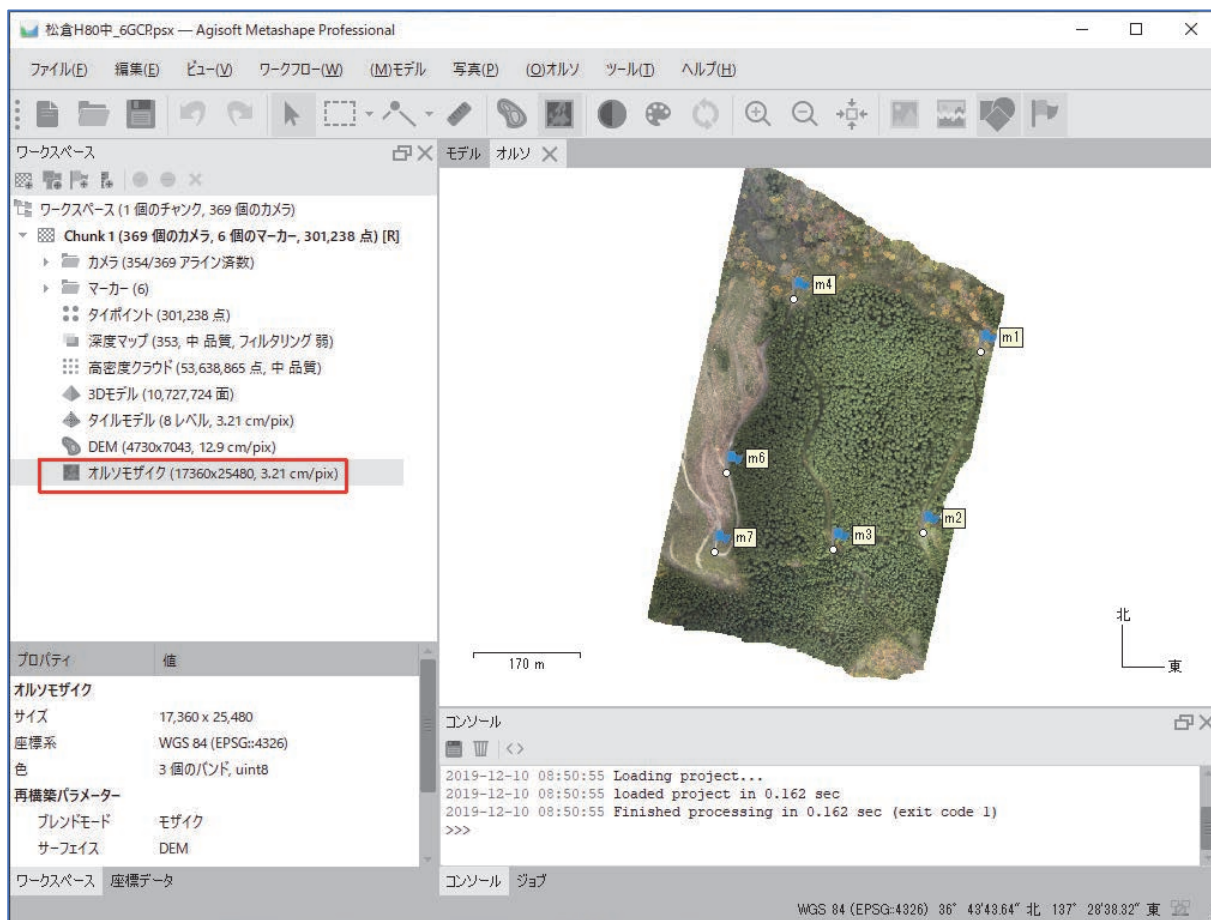 松倉H80中_6GCP.psx — Agisoft Metashape Professional
ファイル(F) 編集(E) ビュー(V) ワークフロー(W) (M)モデル 写真(P) (O)オルソ ツール(T) ヘルプ(H)
ワークスペース
モデル オルソ
ワークスペース (1 個のチャンク, 369 個のカメラ)
Chunk 1 (369 個のカメラ, 6 個のマーカー, 301,238 点) [R]
カメラ (354/369 アライン済数)
マーカー (6)
タイポイント (301,238 点)
深度マップ (353, 中 品質, フィルタリング 弱)
高密度クラウド (53,638,865 点, 中 品質)
3Dモデル (10,727,724 面)
タイルモデル (8 レベル, 3.21 cm/pix)
DEM (4730x7043, 12.9 cm/pix)
オルソモザイク (17360x25480, 3.21 cm/pix)
m4
m1
m6
m2
m7
m3
170 m
北
東
プロパティ 値
オルソモザイク
サイズ 17,360 x 25,480
座標系 WGS 84 (EPSG::4326)
色 3 個のバンド, uint8
再構築パラメーター
ブレンドモード モザイク
サーフェイス DEM
ワークスペース 座標データ
コンソール
2019-12-10 08:50:55 Loading project...
2019-12-10 08:50:55 loaded project in 0.162 sec
2019-12-10 08:50:55 Finished processing in 0.162 sec (exit code 1)
>>>
コンソール ジョブ
WGS 84 (EPSG::4326) 36° 43'43.64" 北 137° 28'38.32" 東